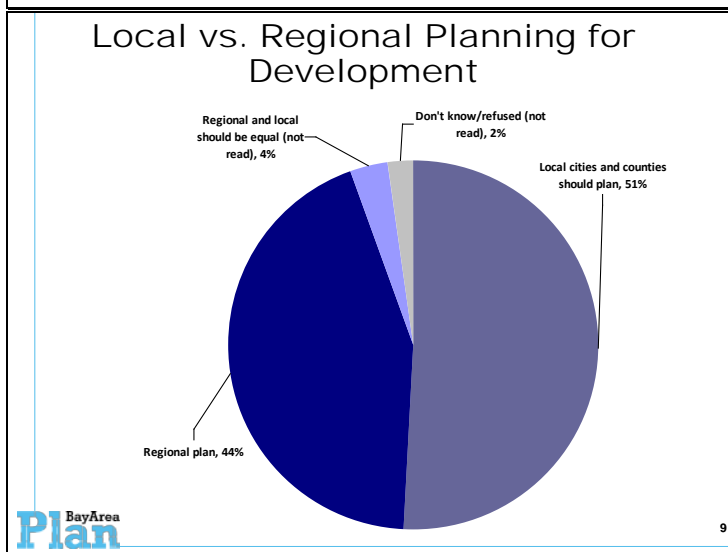 Local vs. Regional Planning for
Development
Regional and local
should be equal (not
read), 4%
Don't know/refused (not
read), 2%
Local cities and counties
should plan, 51%
Regional plan, 44%
BayArea
Plan
9